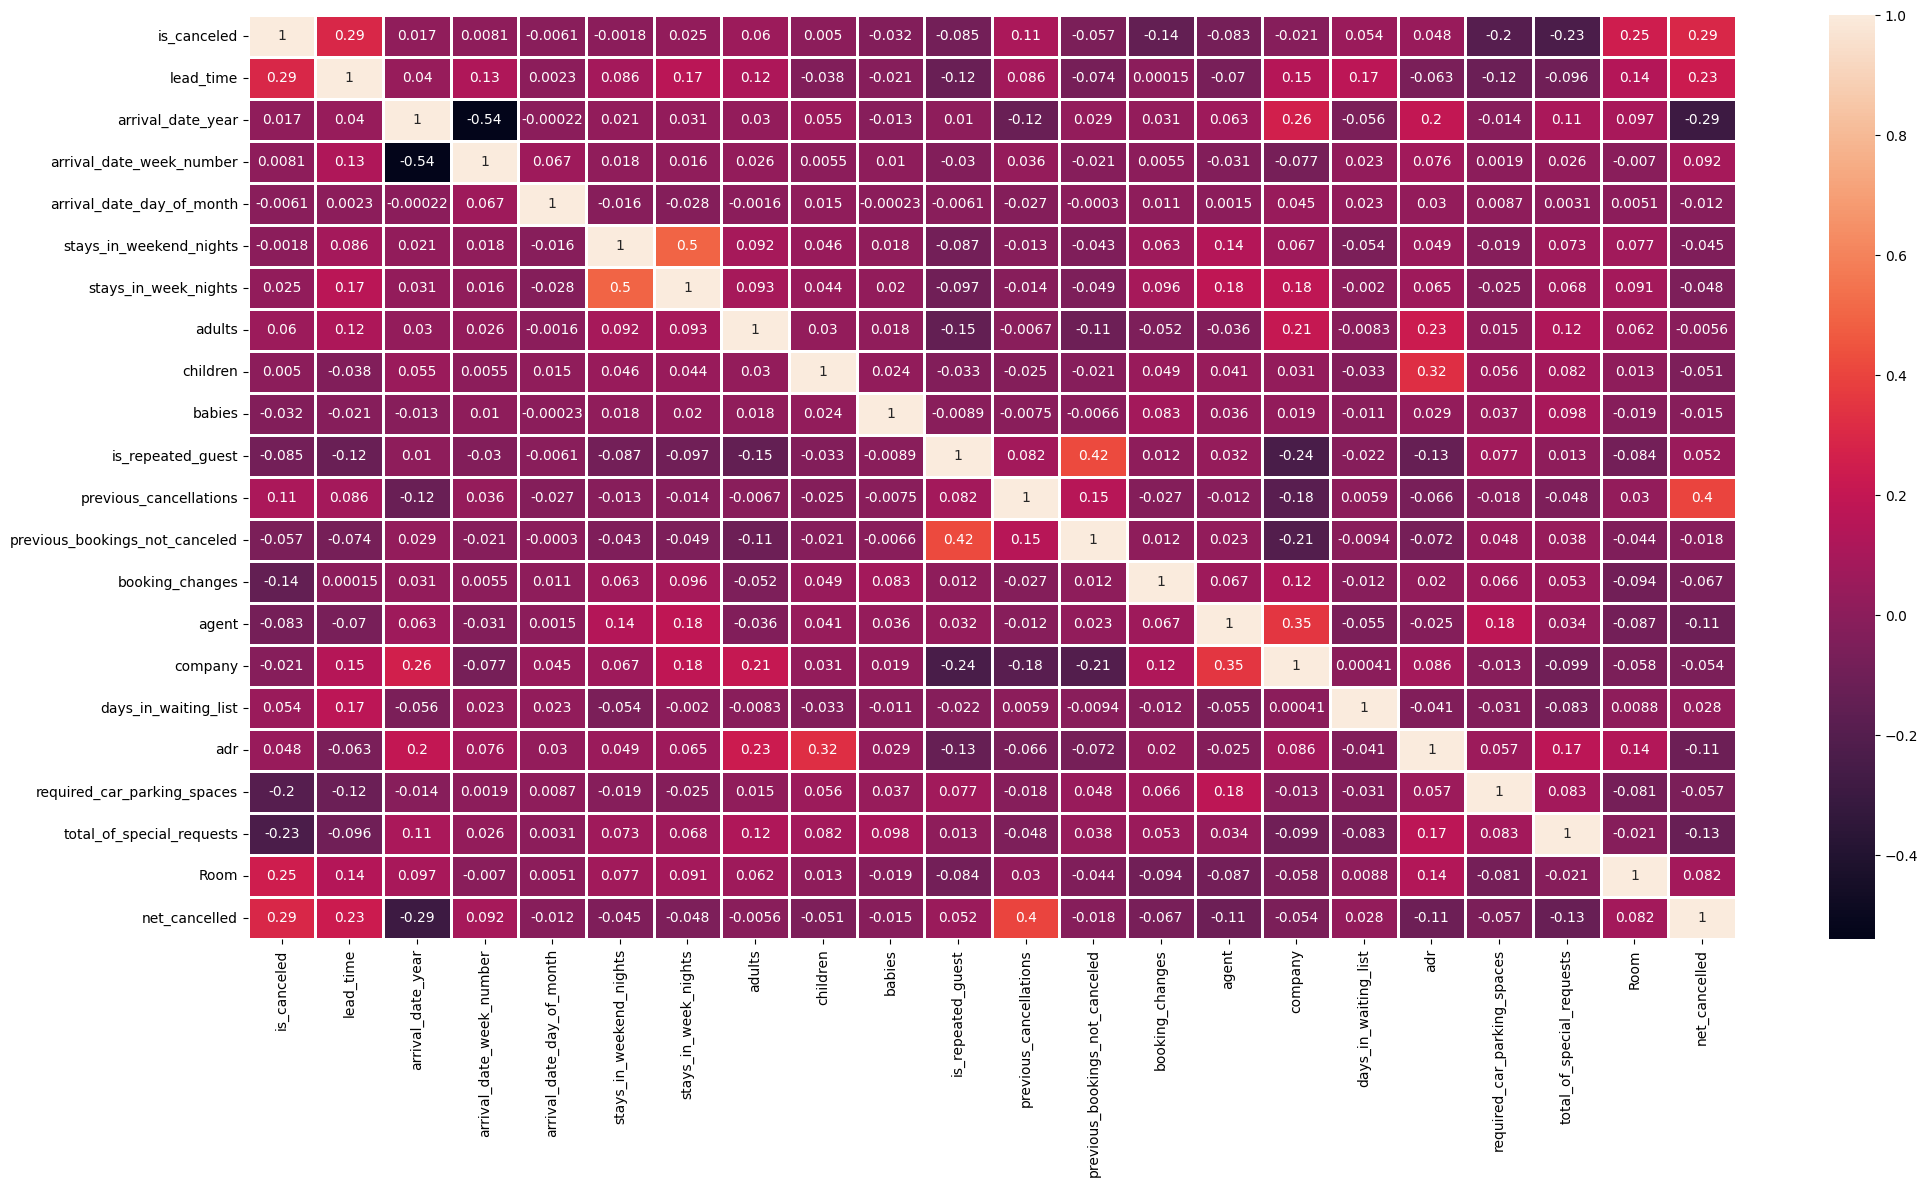 is_canceled 1 0.29 0.017 0.0081 -0.0061 -0.0018 0.025 0.06 0.005 -0.032 -0.085 0.11 -0.057 -0.14 -0.083 -0.021 0.054 0.048 -0.2 -0.23 0.25 0.29
lead_time 0.29 1 0.04 0.13 0.0023 0.086 0.17 0.12 -0.038 -0.021 -0.12 0.086 -0.074 0.00015 -0.07 0.15 0.17 -0.063 -0.12 -0.096 0.14 0.23
arrival_date_year 0.017 0.04 1 -0.54 -0.00022 0.021 0.031 0.03 0.055 -0.013 0.01 -0.12 0.029 0.031 0.063 0.26 -0.056 0.2 -0.014 0.11 0.097 -0.29
arrival_date_week_number 0.0081 0.13 -0.54 1 0.067 0.018 0.016 0.026 0.0055 0.01 -0.03 0.036 -0.021 0.0055 -0.031 -0.077 0.023 0.076 0.0019 0.026 -0.007 0.092
arrival_date_day_of_month -0.0061 0.0023 -0.00022 0.067 1 -0.016 -0.028 -0.0016 0.015 -0.00023 -0.0061 -0.027 -0.0003 0.011 0.0015 0.045 0.023 0.03 0.0087 0.0031 0.0051 -0.012
stays_in_weekend_nights -0.0018 0.086 0.021 0.018 -0.016 1 0.5 0.092 0.046 0.018 -0.087 -0.013 -0.043 0.063 0.14 0.067 -0.054 0.049 -0.019 0.073 0.077 -0.045
stays_in_week_nights 0.025 0.17 0.031 0.016 -0.028 0.5 1 0.093 0.044 0.02 -0.097 -0.014 -0.049 0.096 0.18 0.18 -0.002 0.065 -0.025 0.068 0.091 -0.048
adults 0.06 0.12 0.03 0.026 -0.0016 0.092 0.093 1 0.03 0.018 -0.15 -0.0067 -0.11 -0.052 -0.036 0.21 -0.0083 0.23 0.015 0.12 0.062 -0.0056
children 0.005 -0.038 0.055 0.0055 0.015 0.046 0.044 0.03 1 0.024 -0.033 -0.025 -0.021 0.049 0.041 0.031 -0.033 0.32 0.056 0.082 0.013 -0.051
babies -0.032 -0.021 -0.013 0.01 -0.00023 0.018 0.02 0.018 0.024 1 -0.0089 -0.0075 -0.0066 0.083 0.036 0.019 -0.011 0.029 0.037 0.098 -0.019 -0.015
is_repeated_guest -0.085 -0.12 0.01 -0.03 -0.0061 -0.087 -0.097 -0.15 -0.033 -0.0089 1 0.082 0.42 0.012 0.032 -0.24 -0.022 -0.13 0.077 0.013 -0.084 0.052
previous_cancellations 0.11 0.086 -0.12 0.036 -0.027 -0.013 -0.014 -0.0067 -0.025 -0.0075 0.082 1 0.15 -0.027 -0.012 -0.18 0.0059 -0.066 -0.018 -0.048 0.03 0.4
previous_bookings_not_canceled -0.057 -0.074 0.029 -0.021 -0.0003 -0.043 -0.049 -0.11 -0.021 -0.0066 0.42 0.15 1 0.012 0.023 -0.21 -0.0094 -0.072 0.048 0.038 -0.044 -0.018
booking_changes -0.14 0.00015 0.031 0.0055 0.011 0.063 0.096 -0.052 0.049 0.083 0.012 -0.027 0.012 1 0.067 0.12 -0.012 0.02 0.066 0.053 -0.094 -0.067
agent -0.083 -0.07 0.063 -0.031 0.0015 0.14 0.18 -0.036 0.041 0.036 0.032 -0.012 0.023 0.067 1 0.35 -0.055 -0.025 0.18 0.034 -0.087 -0.11
company -0.021 0.15 0.26 -0.077 0.045 0.067 0.18 0.21 0.031 0.019 -0.24 -0.18 -0.21 0.12 0.35 1 0.00041 0.086 -0.013 -0.099 -0.058 -0.054
days_in_waiting_list 0.054 0.17 -0.056 0.023 0.023 -0.054 -0.002 -0.0083 -0.033 -0.011 -0.022 0.0059 -0.0094 -0.012 -0.055 0.00041 1 -0.041 -0.031 -0.083 0.0088 0.028
adr 0.048 -0.063 0.2 0.076 0.03 0.049 0.065 0.23 0.32 0.029 -0.13 -0.066 -0.072 0.02 -0.025 0.086 -0.041 1 0.057 0.17 0.14 -0.11
required_car_parking_spaces -0.2 -0.12 -0.014 0.0019 0.0087 -0.019 -0.025 0.015 0.056 0.037 0.077 -0.018 0.048 0.066 0.18 -0.013 -0.031 0.057 1 0.083 -0.081 -0.057
total_of_special_requests -0.23 -0.096 0.11 0.026 0.0031 0.073 0.068 0.12 0.082 0.098 0.013 -0.048 0.038 0.053 0.034 -0.099 -0.083 0.17 0.083 1 -0.021 -0.13
Room 0.25 0.14 0.097 -0.007 0.0051 0.077 0.091 0.062 0.013 -0.019 -0.084 0.03 -0.044 -0.094 -0.087 -0.058 0.0088 0.14 -0.081 -0.021 1 0.082
net_cancelled 0.29 0.23 -0.29 0.092 -0.012 -0.045 -0.048 -0.0056 -0.051 -0.015 0.052 0.4 -0.018 -0.067 -0.11 -0.054 0.028 -0.11 -0.057 -0.13 0.082 1
is_canceled
lead_time
arrival_date_year
arrival_date_week_number
arrival_date_day_of_month
stays_in_weekend_nights
stays_in_week_nights
adults
children
babies
is_repeated_guest
previous_cancellations
previous_bookings_not_canceled
booking_changes
agent
company
days_in_waiting_list
adr
required_car_parking_spaces
total_of_special_requests
Room
net_cancelled
1.0
0.8
0.6
0.4
0.2
0.0
−0.2
−0.4